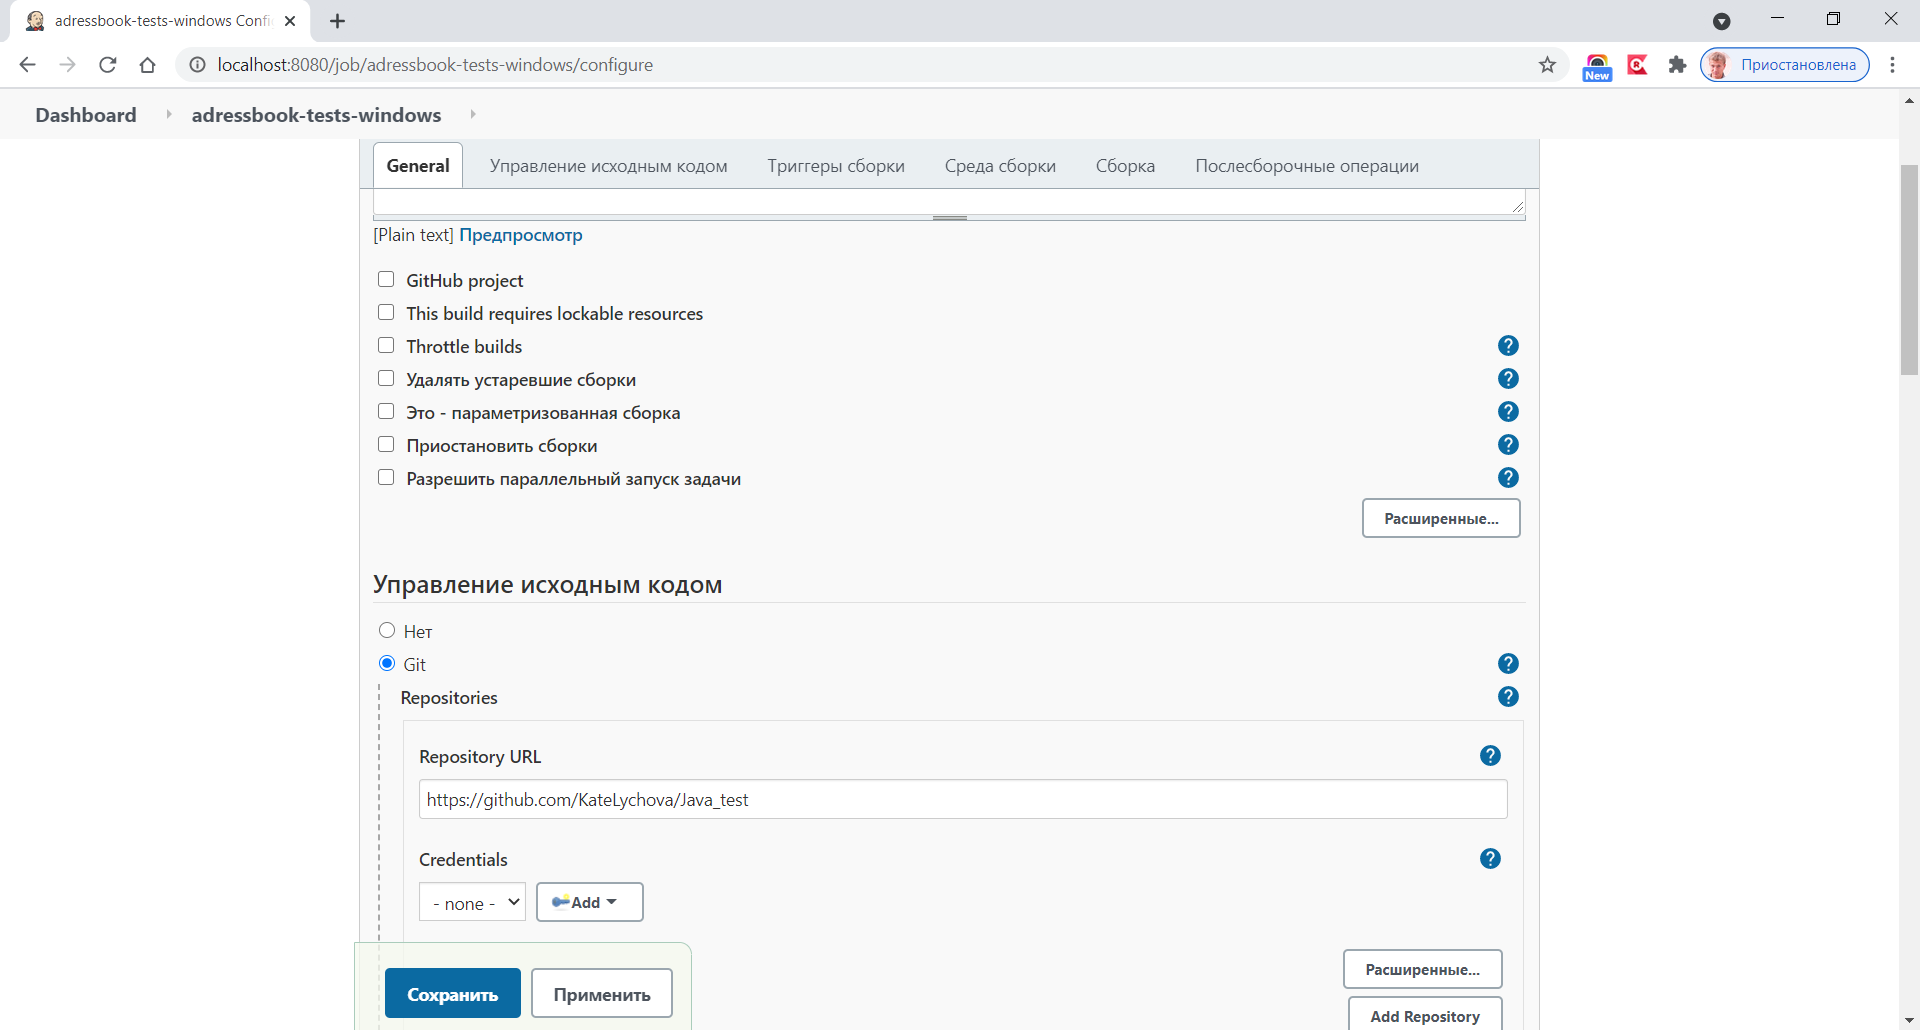 adressbook-tests-windows Confi
localhost:8080/job/adressbook-tests-windows/configure
New
Приостановлена
Dashboard
adressbook-tests-windows
General
Управление исходным кодом
Триггеры сборки
Среда сборки
Сборка
Послесборочные операции
[Plain text] Предпросмотр
GitHub project
This build requires lockable resources
Throttle builds
Удалять устаревшие сборки
Это - параметризованная сборка
Приостановить сборки
Разрешить параллельный запуск задачи
Расширенные...
Управление исходным кодом
Нет
Git
Repositories
Repository URL
https://github.com/KateLychova/Java_test
Credentials
- none -
Add
Расширенные...
Сохранить
Применить
Add Repository